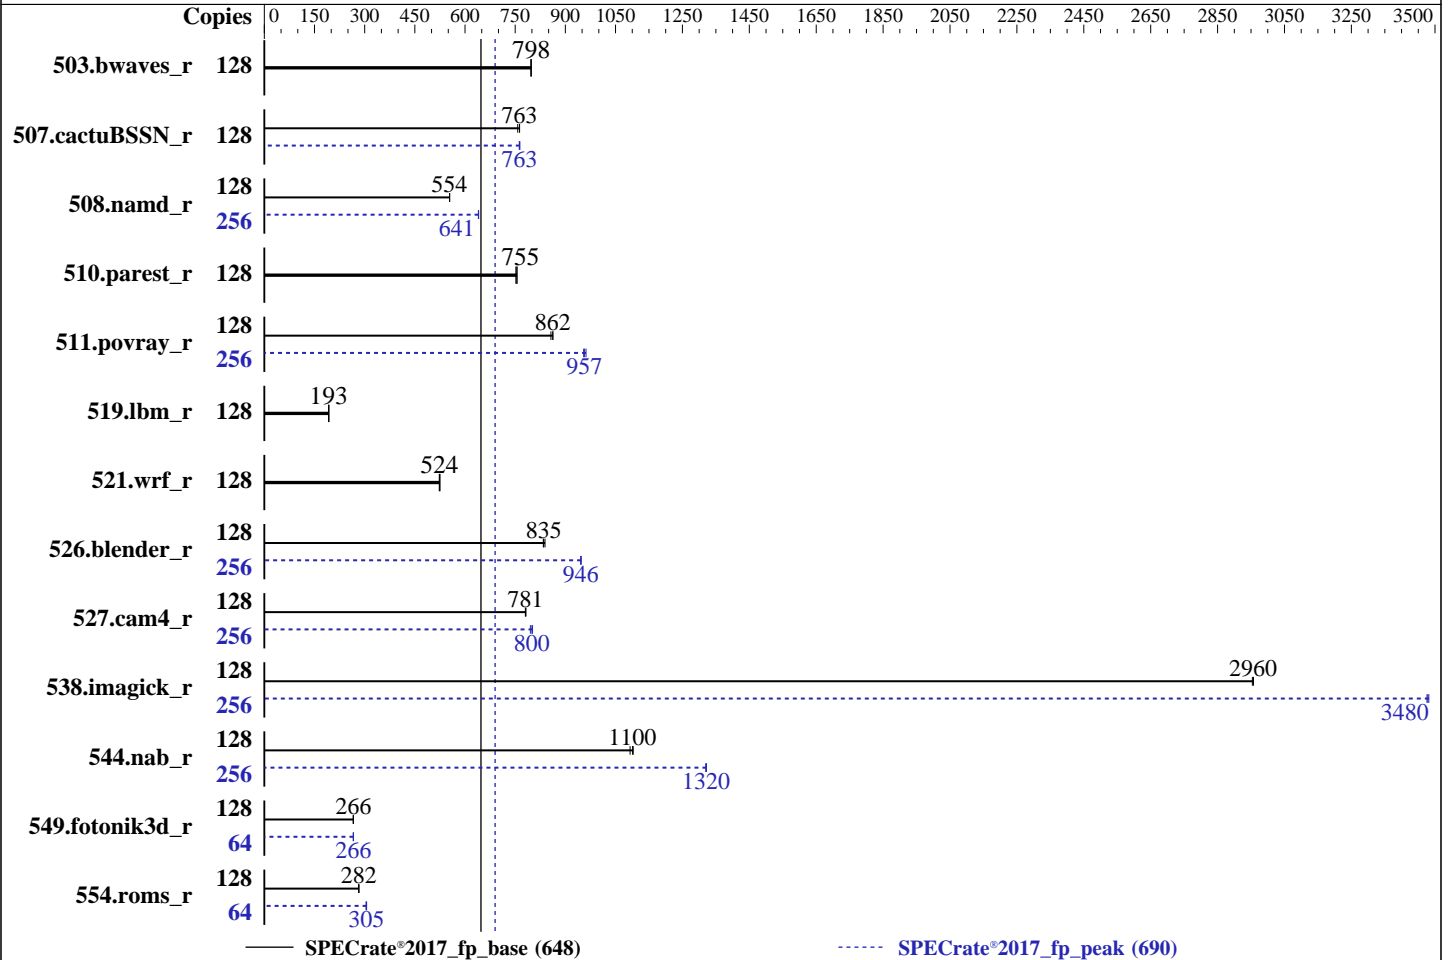 Copies 0 150 300 450 600 750 900 1050 1250 1450 1650 1850 2050 2250 2450 2650 2850 3050 3250 3500
503.bwaves_r 128 798
507.cactuBSSN_r 128 763
763
508.namd_r 128 554
256 641
510.parest_r 128 755
511.povray_r 128 862
256 957
519.lbm_r 128 193
521.wrf_r 128 524
526.blender_r 128 835
256 946
527.cam4_r 128 781
256 800
538.imagick_r 128 2960
256 3480
544.nab_r 128 1100
256 1320
549.fotonik3d_r 128 266
64 266
554.roms_r 128 282
64 305
SPECrate®2017_fp_base (648) SPECrate®2017_fp_peak (690)